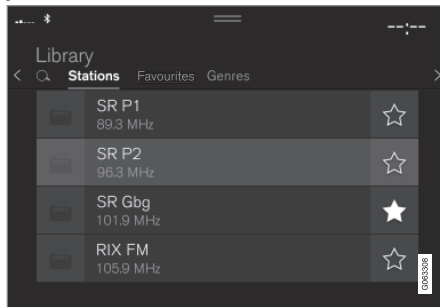 --:--
Library
Stations Favourites Genres
SR P1
89.3 MHz
SR P2
96.3 MHz
SR Gbg
101.9 MHz
RIX FM
105.9 MHz
G063308